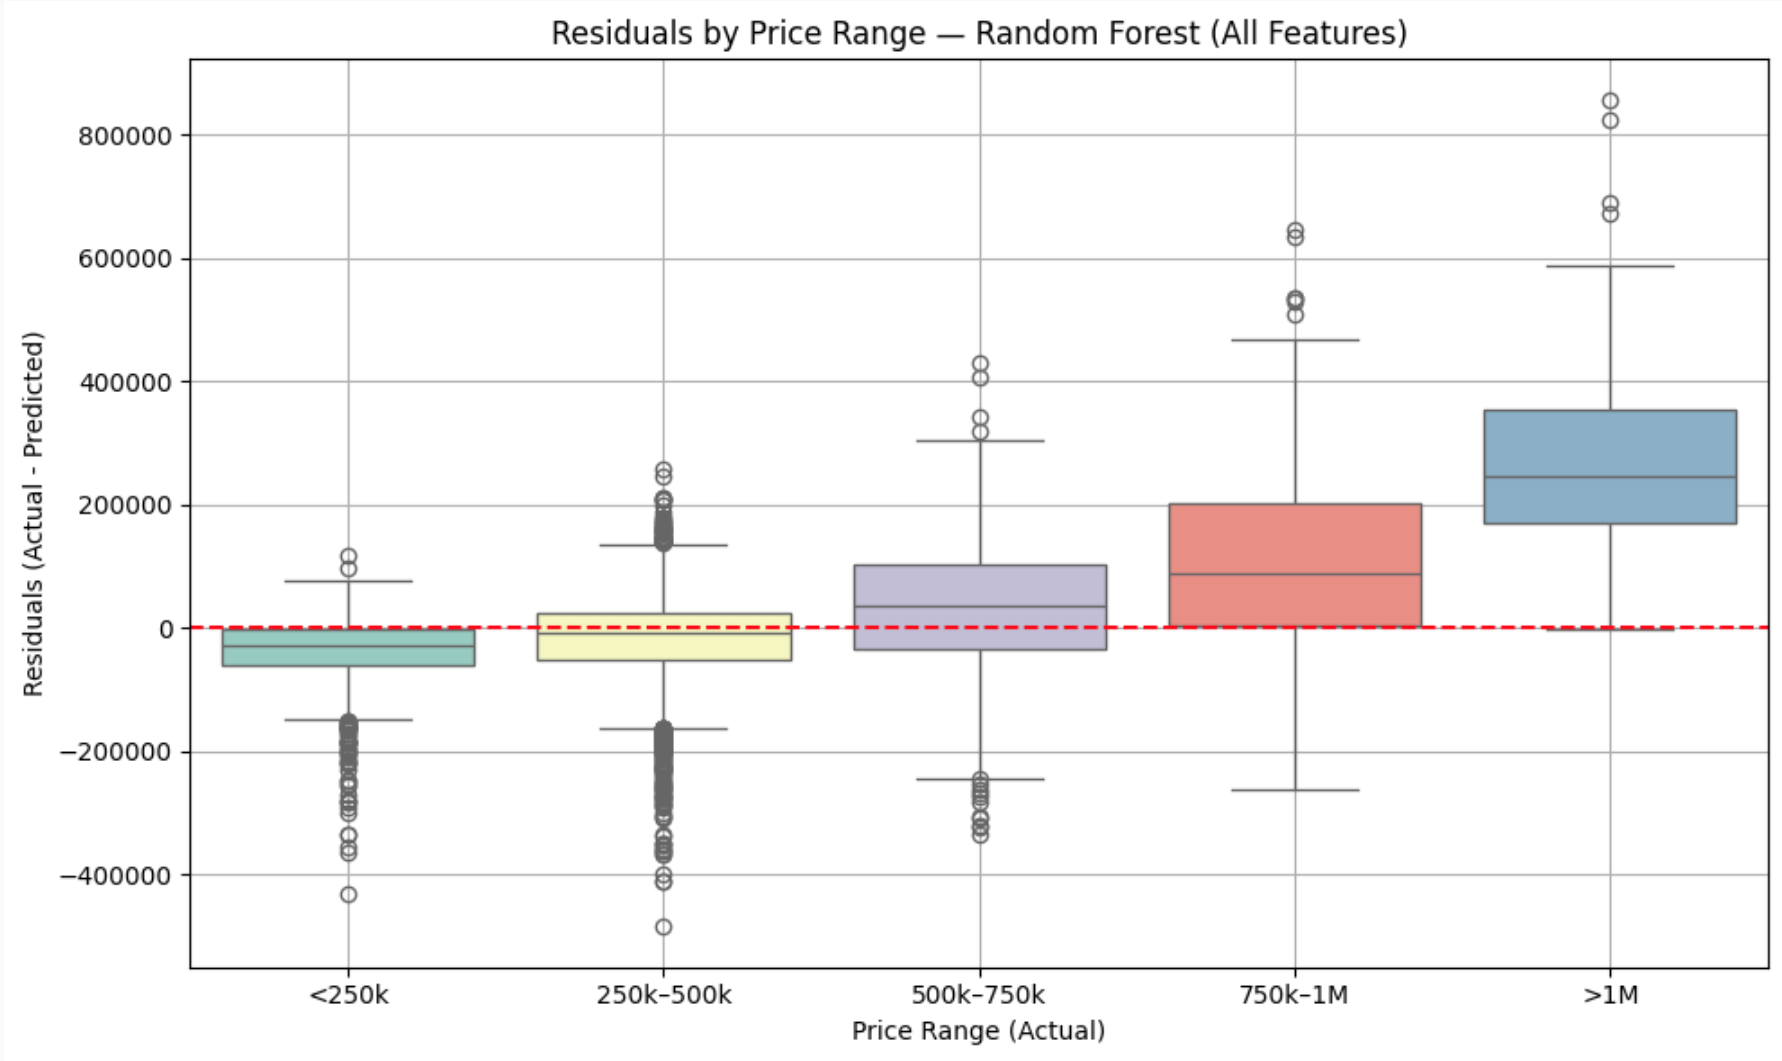 Residuals by Price Range — Random Forest (All Features)
Residuals (Actual - Predicted)
800000
600000
400000
200000
0
−200000
−400000
<250k
250k–500k
500k–750k
750k–1M
>1M
Price Range (Actual)